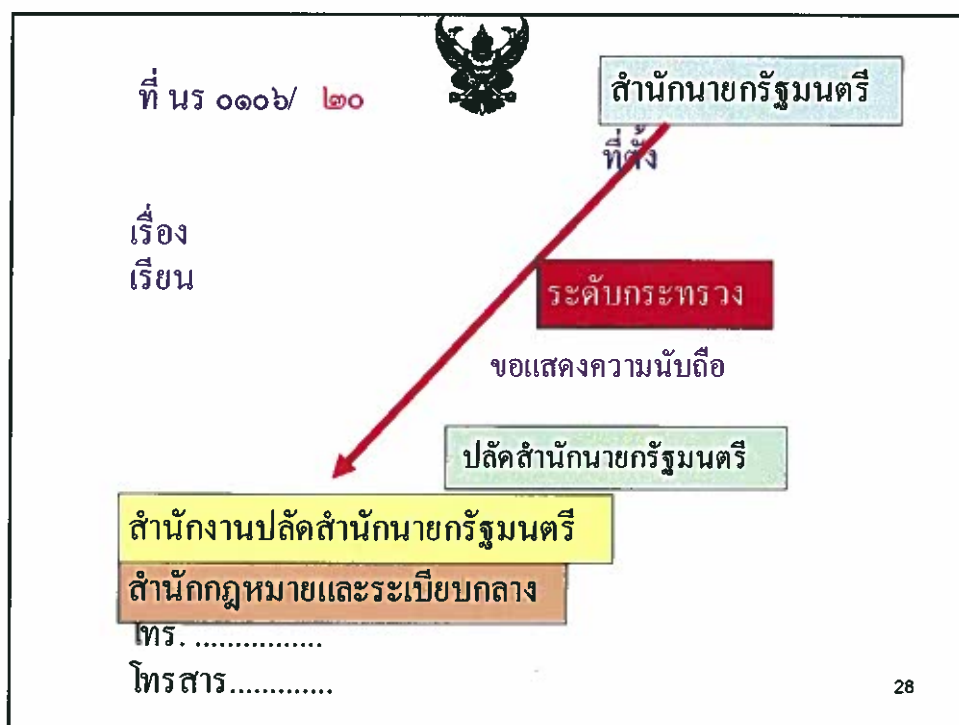 ที่ นร ๐๑๐๖/ ๒๐
สำนักนายกรัฐมนตรี
ที่ตั้ง
เรื่อง
เรียน
ระดับกระทรวง
ขอแสดงความนับถือ
ปลัดสำนักนายกรัฐมนตรี
สำนักงานปลัดสำนักนายกรัฐมนตรี
สำนักกฎหมายและระเบียบกลาง
โทร. ................
โทรสาร.............
28